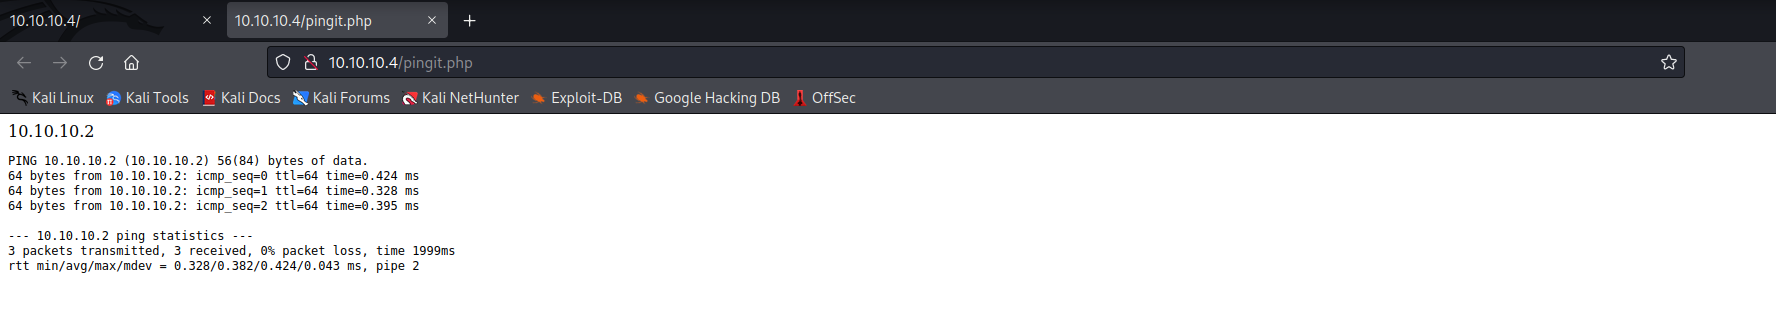 10.10.10.4/ 10.10.10.4/pingit.php
10.10.10.4/pingit.php
Kali Linux Kali Tools Kali Docs Kali Forums Kali NetHunter Exploit-DB Google Hacking DB OffSec
10.10.10.2
PING 10.10.10.2 (10.10.10.2) 56(84) bytes of data.
64 bytes from 10.10.10.2: icmp_seq=0 ttl=64 time=0.424 ms
64 bytes from 10.10.10.2: icmp_seq=1 ttl=64 time=0.328 ms
64 bytes from 10.10.10.2: icmp_seq=2 ttl=64 time=0.395 ms
--- 10.10.10.2 ping statistics ---
3 packets transmitted, 3 received, 0% packet loss, time 1999ms
rtt min/avg/max/mdev = 0.328/0.382/0.424/0.043 ms, pipe 2